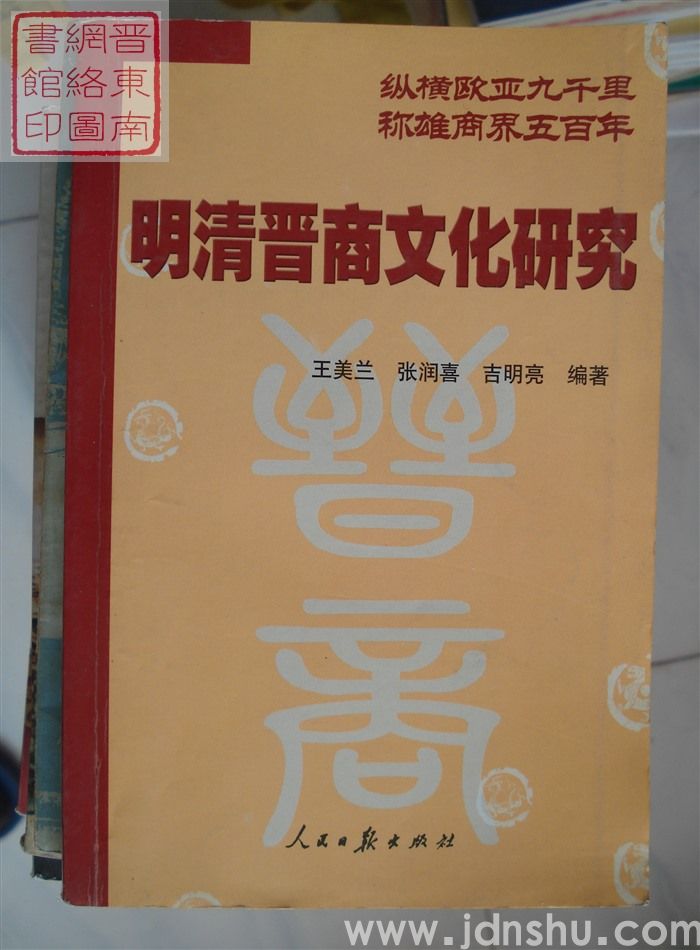 晋東南
網絡圖
書館印
纵横欧亚九千里
称雄商界五百年
明清晋商文化研究
王美兰 张润喜 吉明亮 编著
晉
商
人民日报出版社
www.jdnshu.com